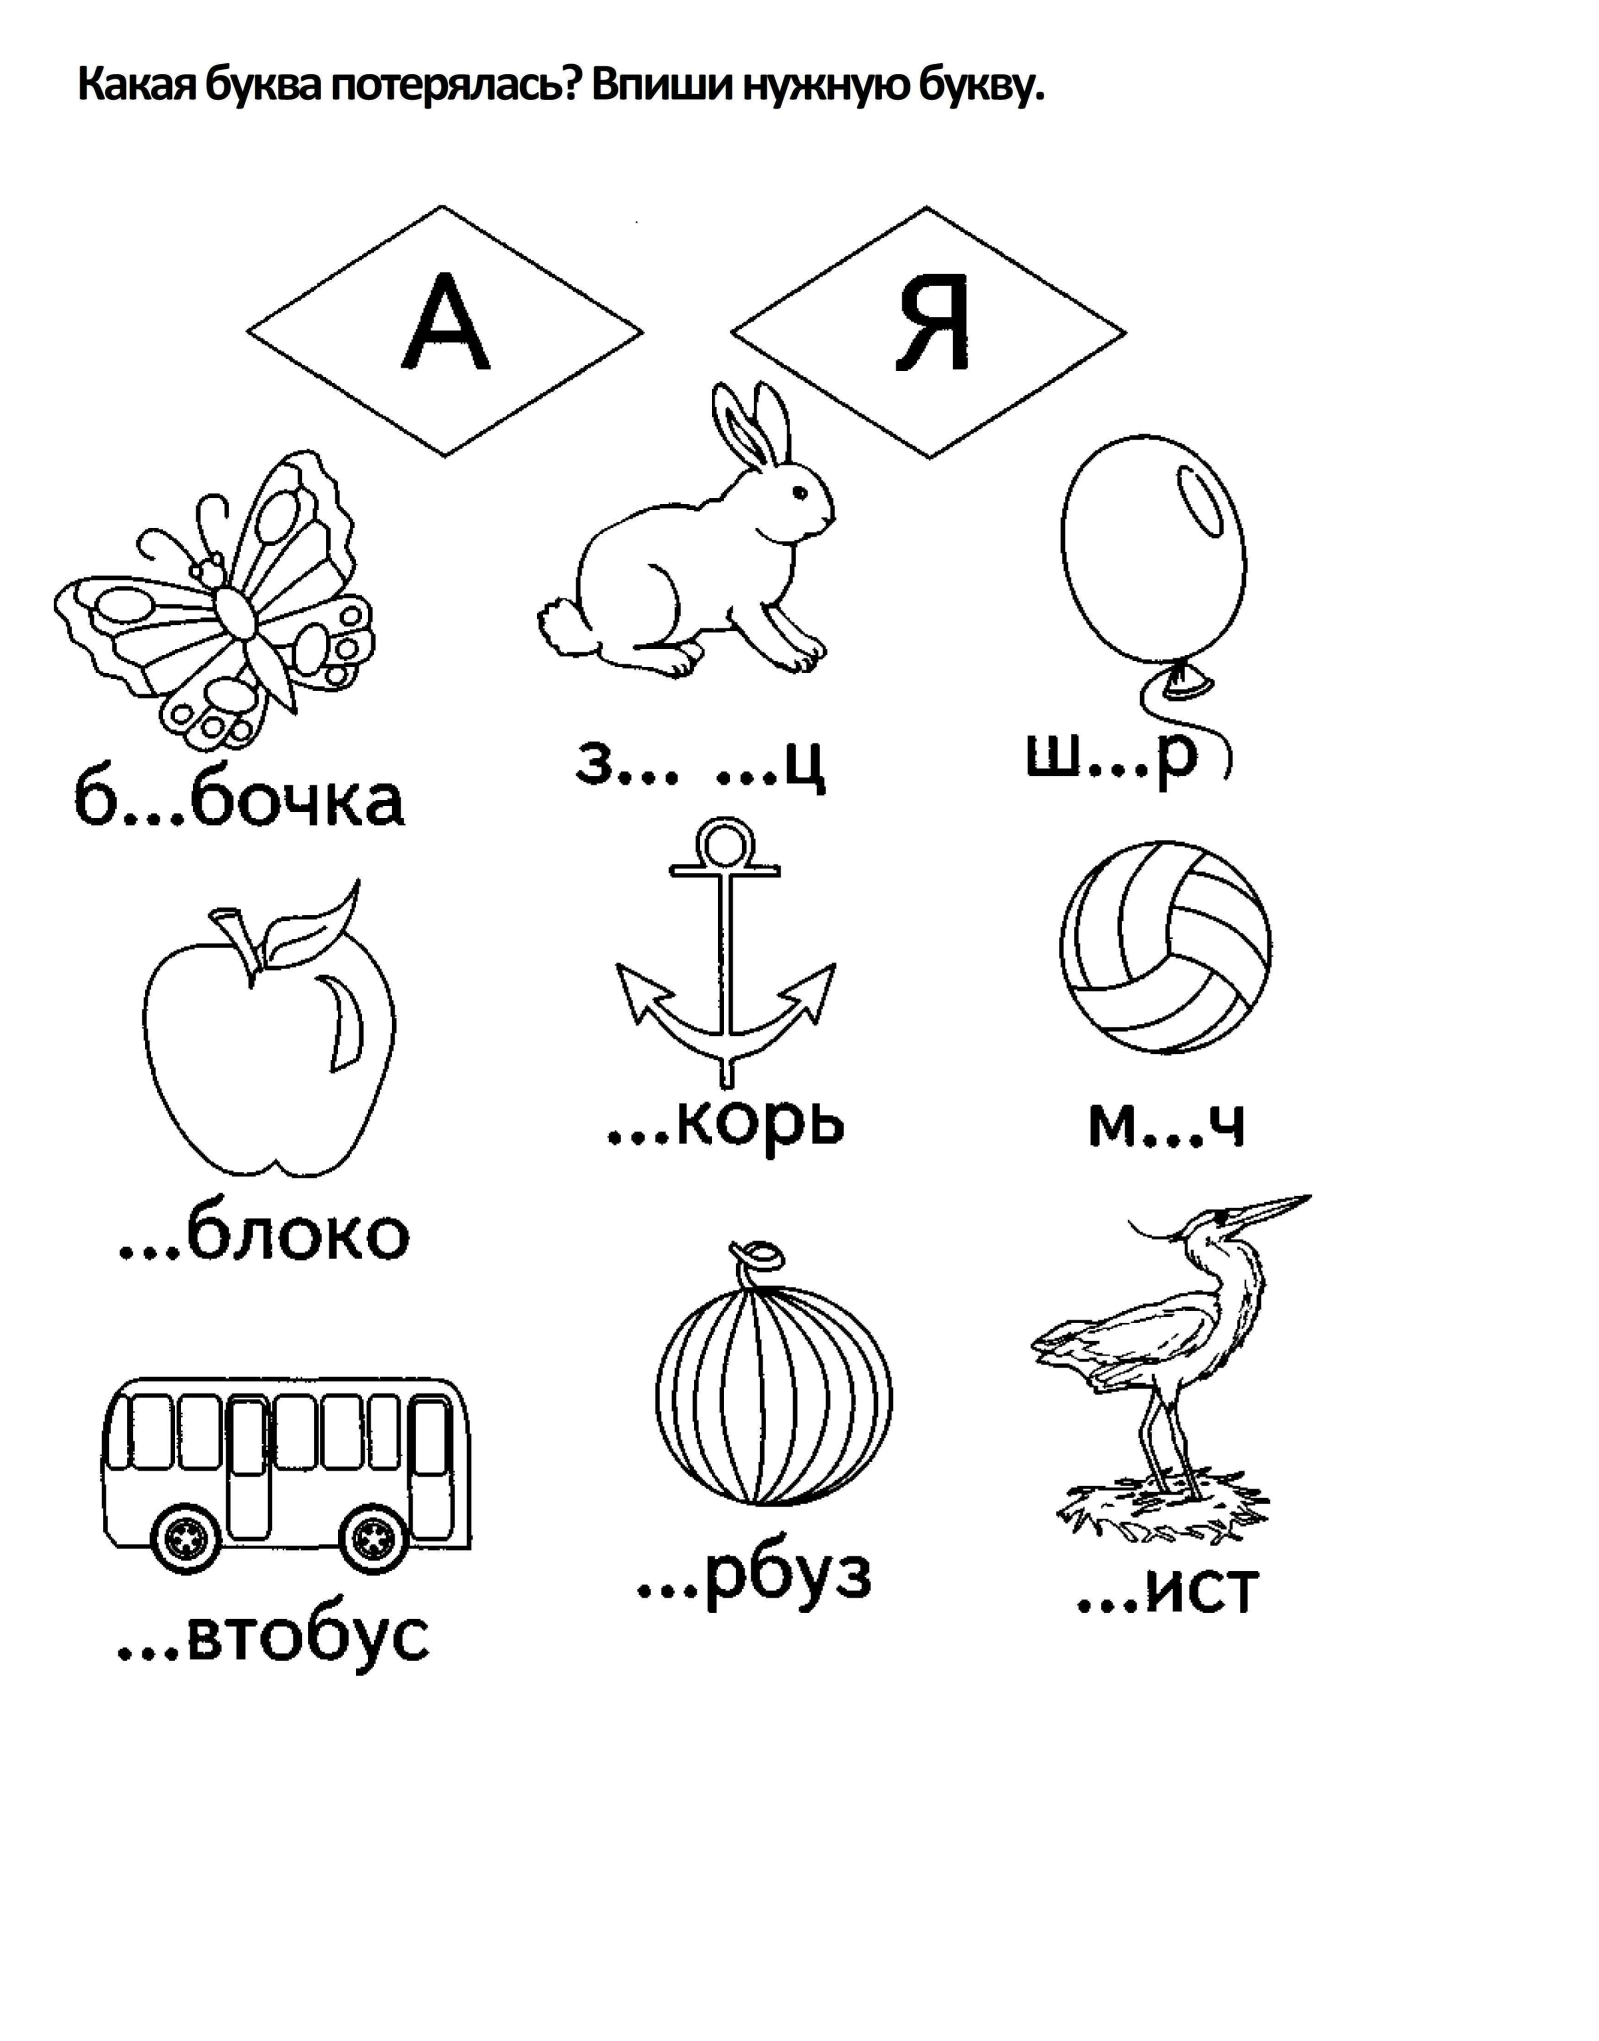 Какая буква потерялась? Впиши нужную букву.
А
Я
б...бочка
з... ...ц
ш...р
...блоко
...корь
м...ч
...втобус
...рбуз
...ист